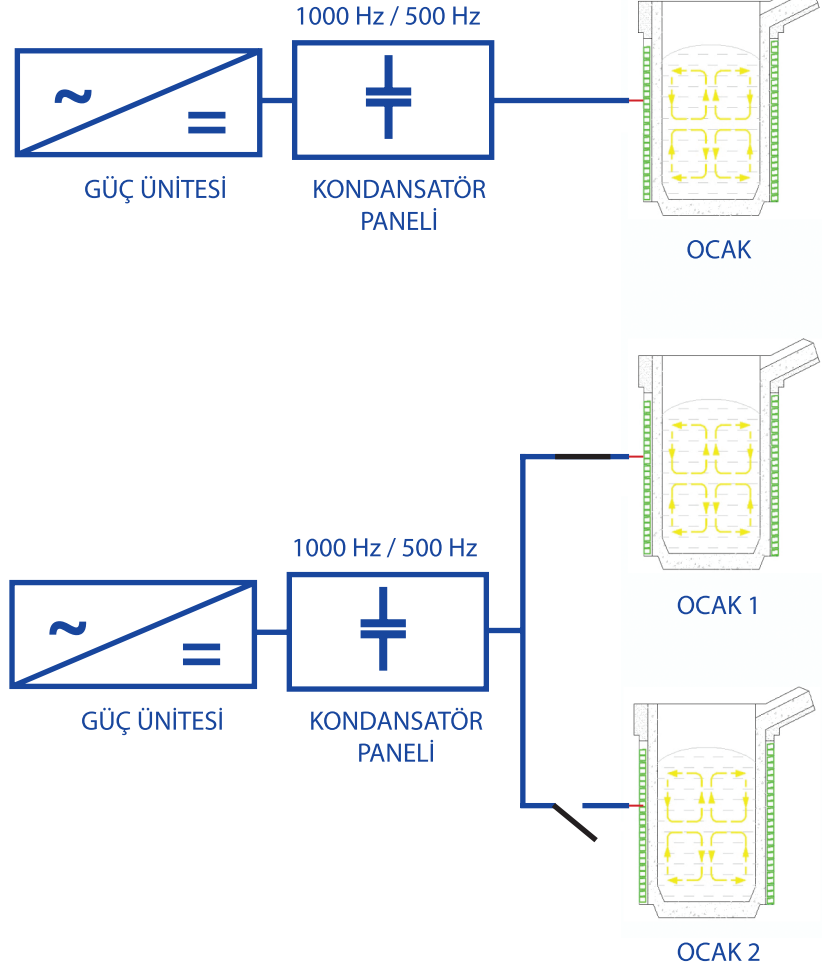 1000 Hz / 500 Hz
GÜÇ ÜNİTESİ
KONDANSATÖR
PANELİ
OCAK
OCAK 1
1000 Hz / 500 Hz
GÜÇ ÜNİTESİ
KONDANSATÖR
PANELİ
OCAK 2